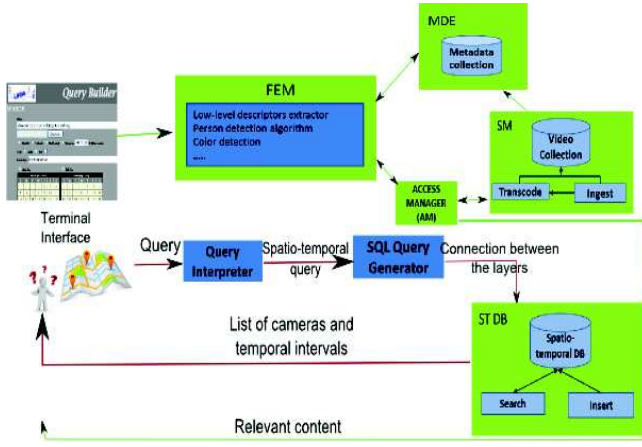 MDE
Metadata
collection
Query Builder
FEM
Low-level descriptors extractor
Person detection algorithm
Color detection
.....
SM
Video
Collection
Transcode
Ingest
ACCESS
MANAGER
(AM)
Terminal
Interface
Query
Query
Interpreter
Spatio-temporal
query
SQL Query
Generator
Connection between
the layers
? ? ?
List of cameras and
temporal intervals
ST DB
Spatio-
temporal DB
Search
Insert
Relevant content